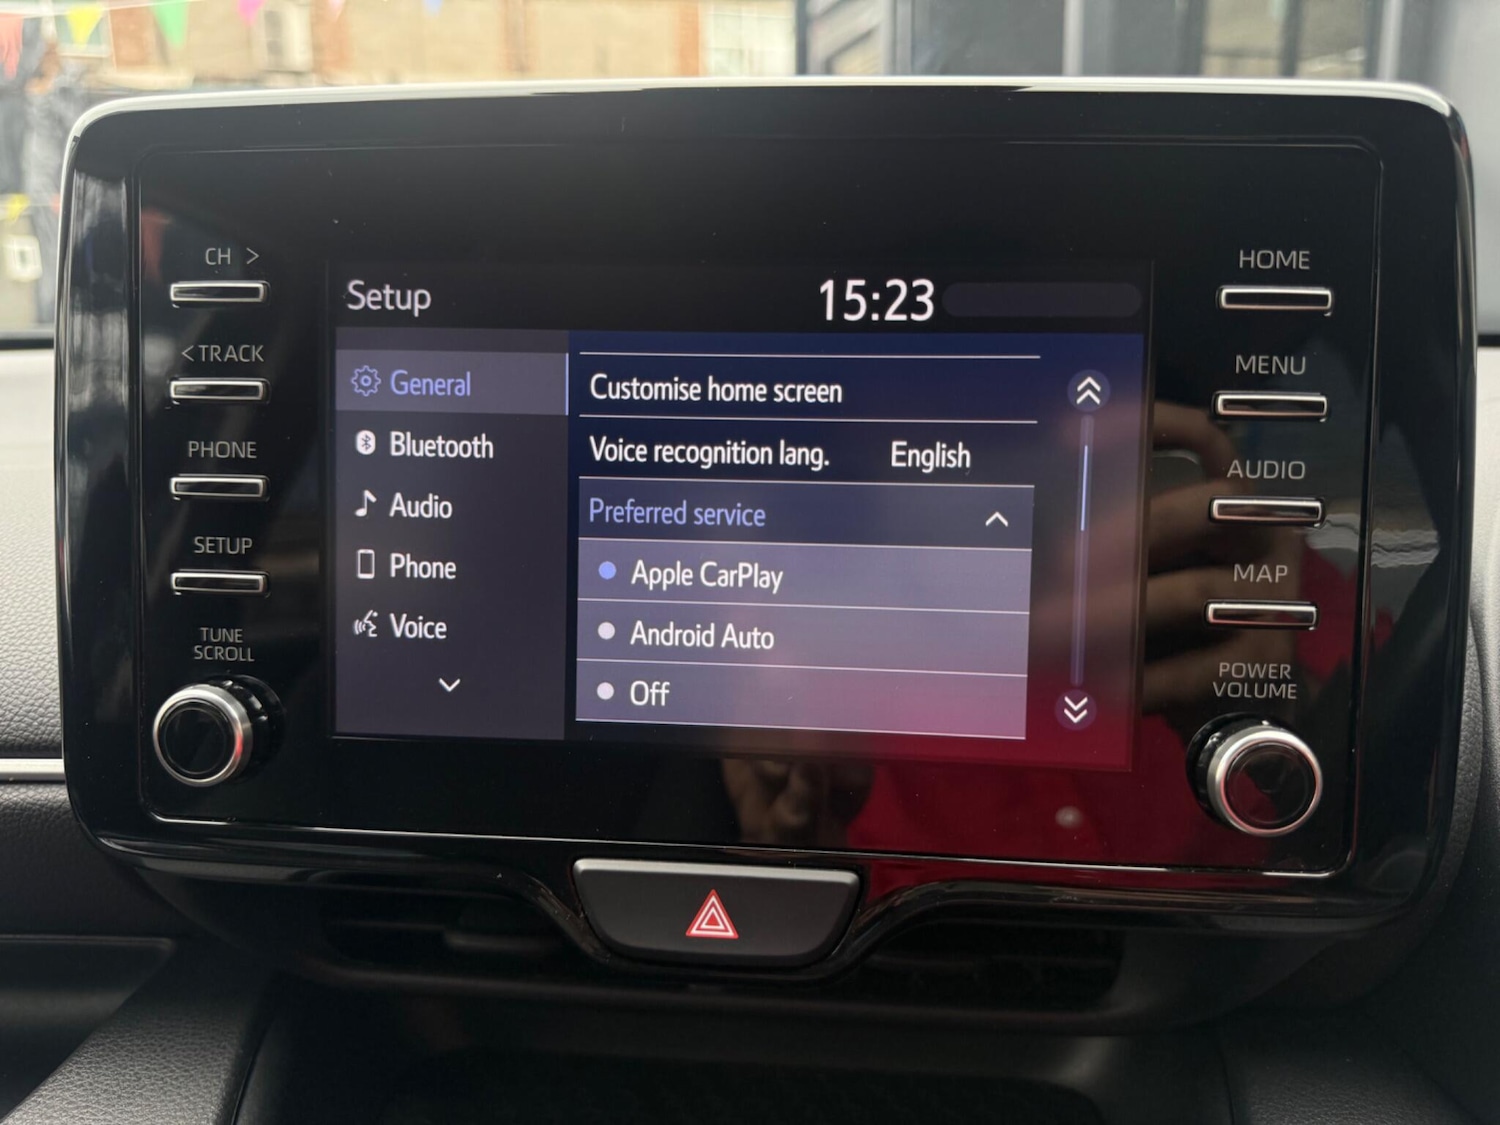 CH >
< TRACK
PHONE
SETUP
TUNE
SCROLL
Setup
15:23
General
Bluetooth
Audio
Phone
Voice
Customise home screen
Voice recognition lang. English
Preferred service
Apple CarPlay
Android Auto
Off
HOME
MENU
AUDIO
MAP
POWER
VOLUME